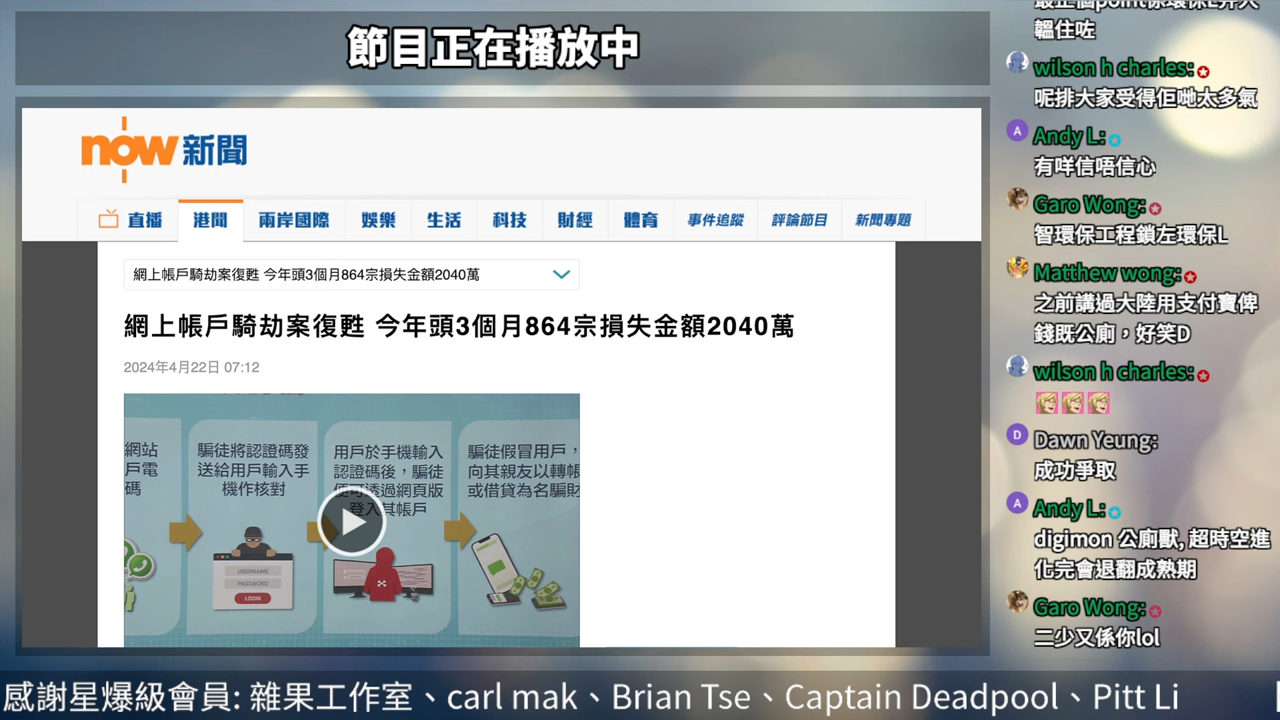 節目正在播放中
now 新聞
直播 港聞 兩岸國際 娛樂 生活 科技 財經 體育 事件追蹤 評論節目 新聞專題
網上帳戶騎劫案復甦 今年頭3個月864宗損失金額2040萬
網上帳戶騎劫案復甦 今年頭3個月864宗損失金額2040萬
2024年4月22日 07:12
網站
戶電
碼
騙徒將認證碼發
送給用戶輸入手
機作核對
用戶於手機輸入
認證碼後，騙徒
便可透過網頁版
登入其帳戶
騙徒假冒用戶，
向其親友以轉帳
或借貸為名騙財
USERNAME
PASSWORD
LOGIN
韞住咗
wilson h charles:
呢排大家受得佢哋太多氣
A
Andy L:
有咩信唔信心
Garo Wong:
智環保工程鎖左環保L
Matthew wong:
之前講過大陸用支付寶俾
錢既公廁，好笑D
wilson h charles:
D
Dawn Yeung:
成功爭取
A
Andy L:
digimon 公廁獸, 超時空進
化完會退翻成熟期
Garo Wong:
二少又係你lol
感謝星爆級會員: 雜果工作室、carl mak、Brian Tse、Captain Deadpool、Pitt Li